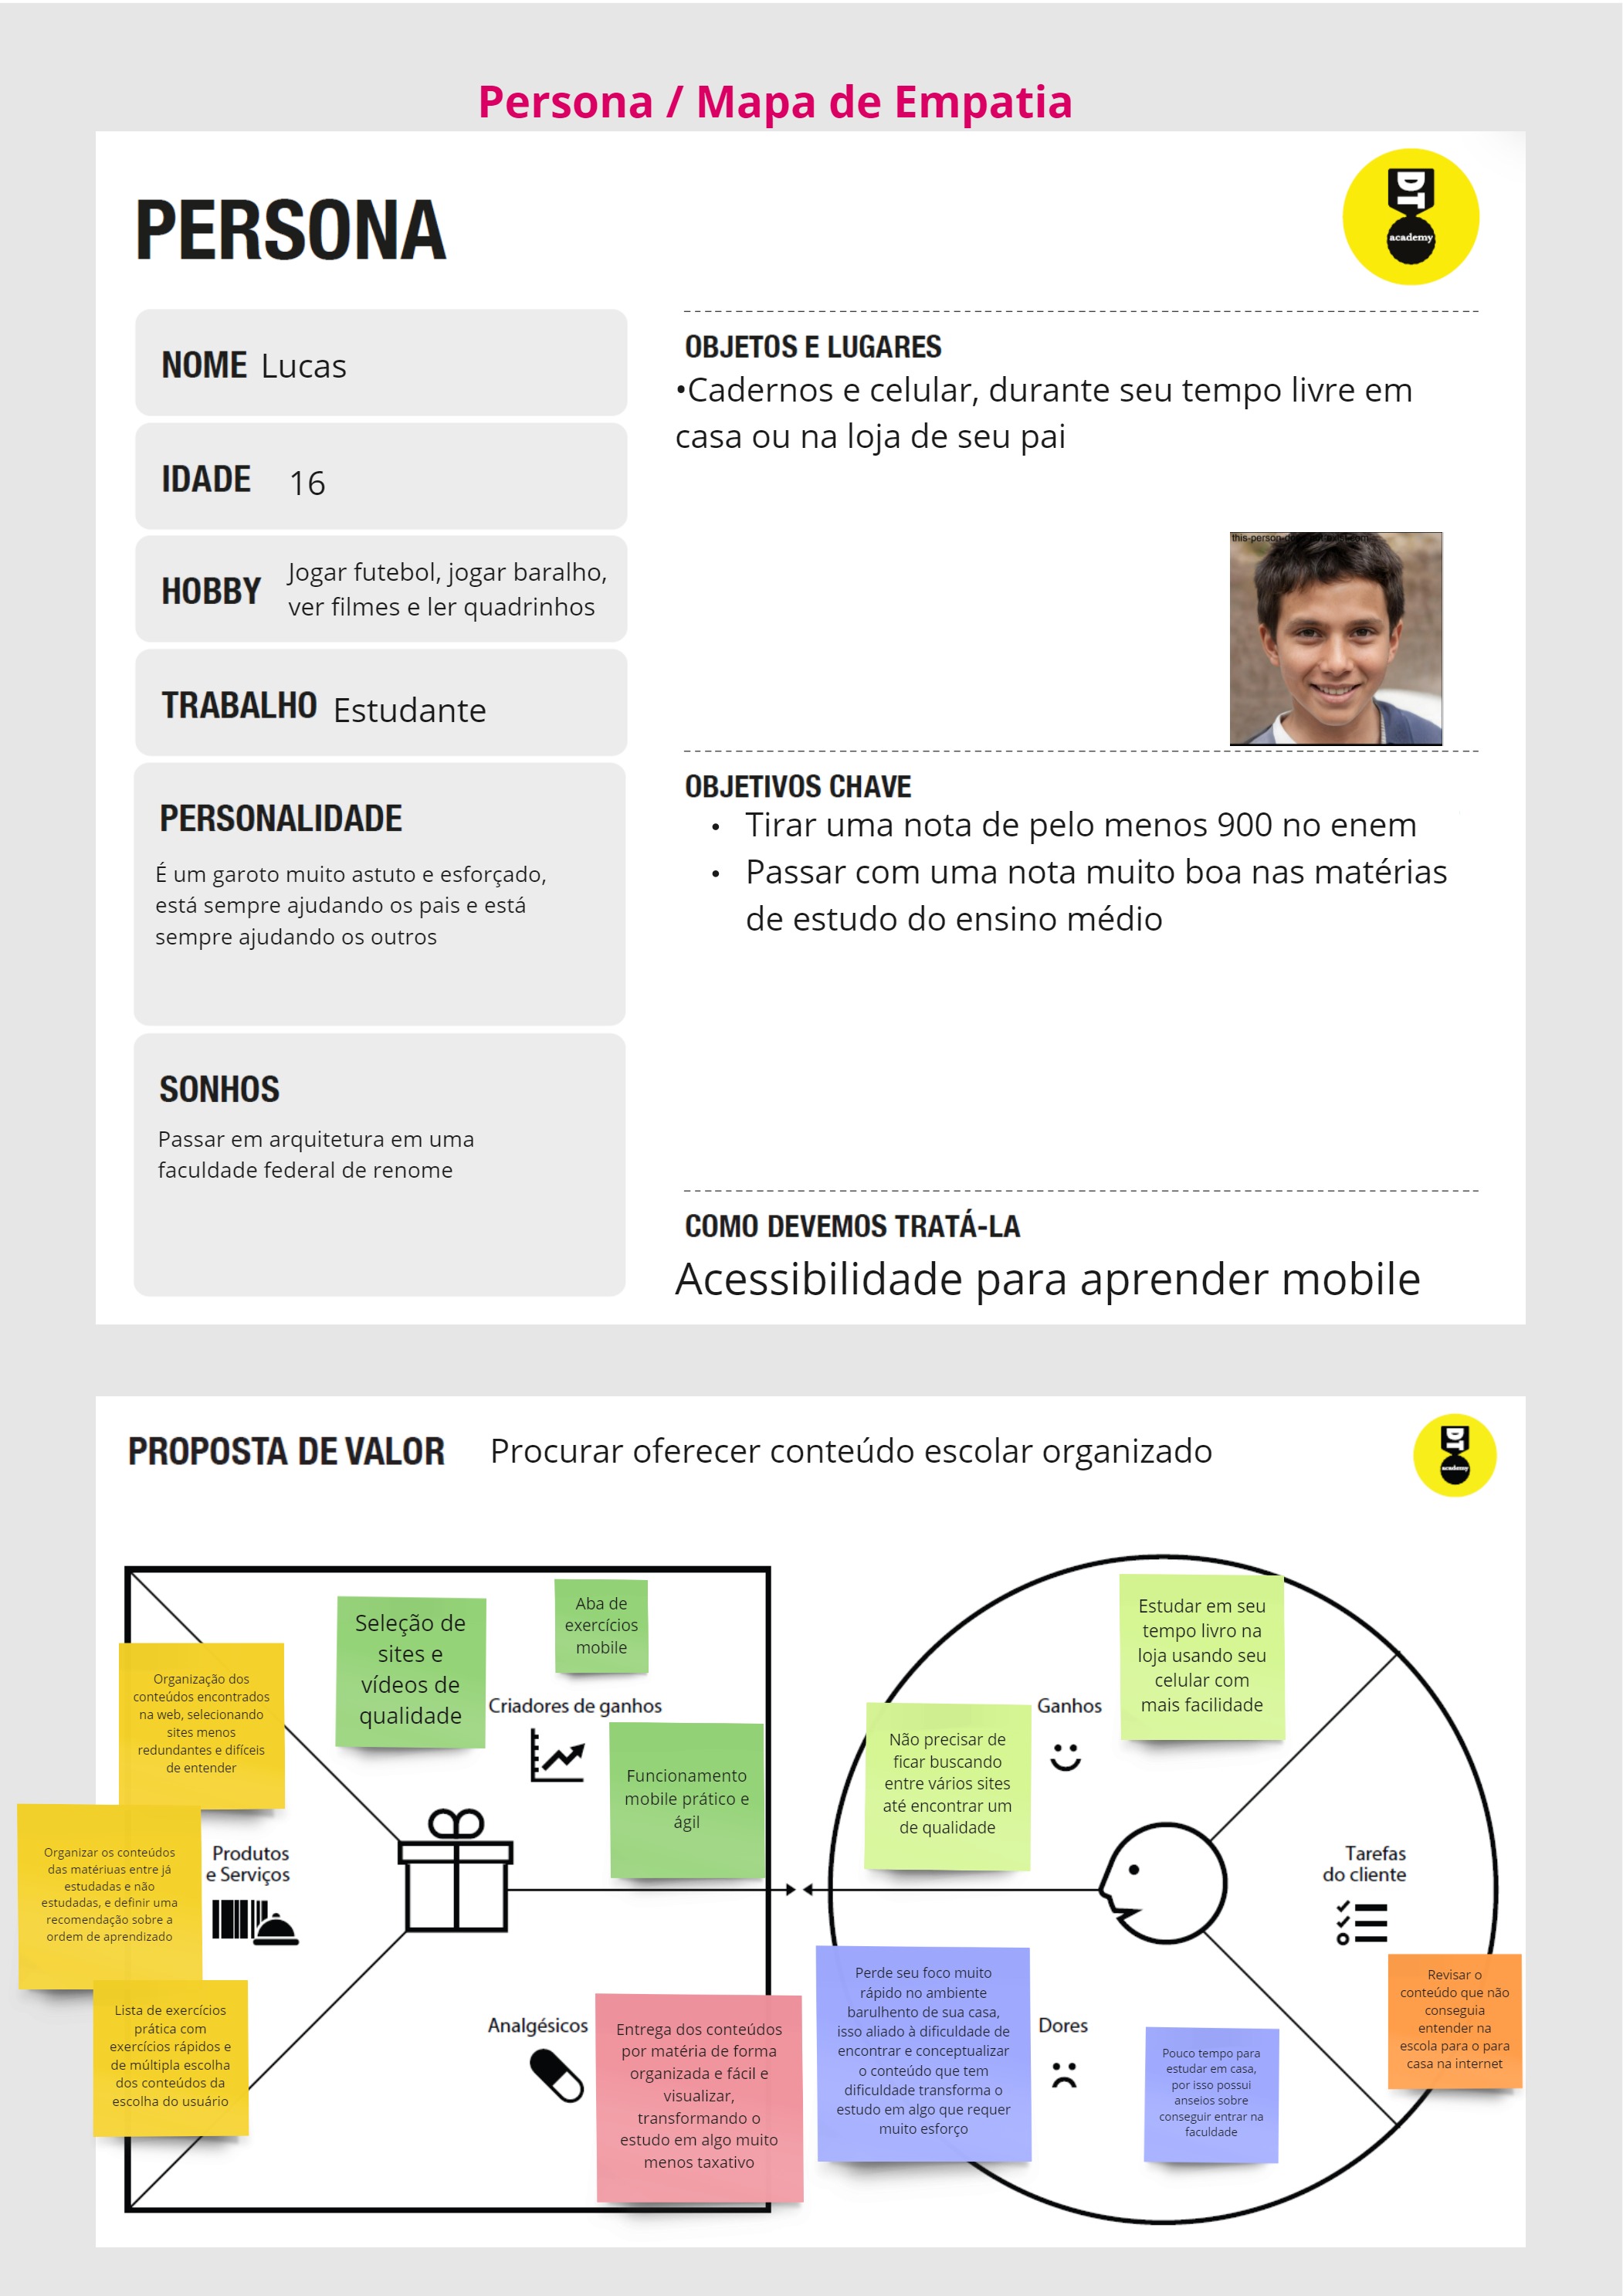 Persona / Mapa de Empatia
PERSONA
DT
academy
NOME Lucas
IDADE 16
HOBBY Jogar futebol, jogar baralho,
ver filmes e ler quadrinhos
TRABALHO Estudante
PERSONALIDADE
É um garoto muito astuto e esforçado,
está sempre ajudando os pais e está
sempre ajudando os outros
SONHOS
Passar em arquitetura em uma
faculdade federal de renome
OBJETOS E LUGARES
•Cadernos e celular, durante seu tempo livre em
casa ou na loja de seu pai
OBJETIVOS CHAVE
• Tirar uma nota de pelo menos 900 no enem
• Passar com uma nota muito boa nas matérias
de estudo do ensino médio
COMO DEVEMOS TRATÁ-LA
Acessibilidade para aprender mobile
PROPOSTA DE VALOR Procurar oferecer conteúdo escolar organizado
DT
academy
Organização dos
conteúdos encontrados
na web, selecionando
sites menos
redundantes e difíceis
de entender
Organizar os conteúdos
das matériuas entre já
estudadas e não
estudadas, e definir uma
recomendação sobre a
ordem de aprendizado
Produtos
e Serviços
Lista de exercícios
prática com
exercícios rápidos e
de múltipla escolha
dos conteúdos da
escolha do usuário
Seleção de
sites e
vídeos de
qualidade
Aba de
exercícios
mobile
Criadores de ganhos
Funcionamento
mobile prático e
ágil
Analgésicos
Entrega dos conteúdos
por matéria de forma
organizada e fácil e
visualizar,
transformando o
estudo em algo muito
menos taxativo
Estudar em seu
tempo livro na
loja usando seu
celular com
mais facilidade
Ganhos
Não precisar de
ficar buscando
entre vários sites
até encontrar um
de qualidade
Tarefas
do cliente
Revisar o
conteúdo que não
conseguia
entender na
escola para o para
casa na internet
Perde seu foco muito
rápido no ambiente
barulhento de sua casa,
isso aliado à dificuldade de
encontrar e conceptualizar
o conteúdo que tem
dificuldade transforma o
estudo em algo que requer
muito esforço
Dores
Pouco tempo para
estudar em casa,
por isso possui
anseios sobre
conseguir entrar na
faculdade